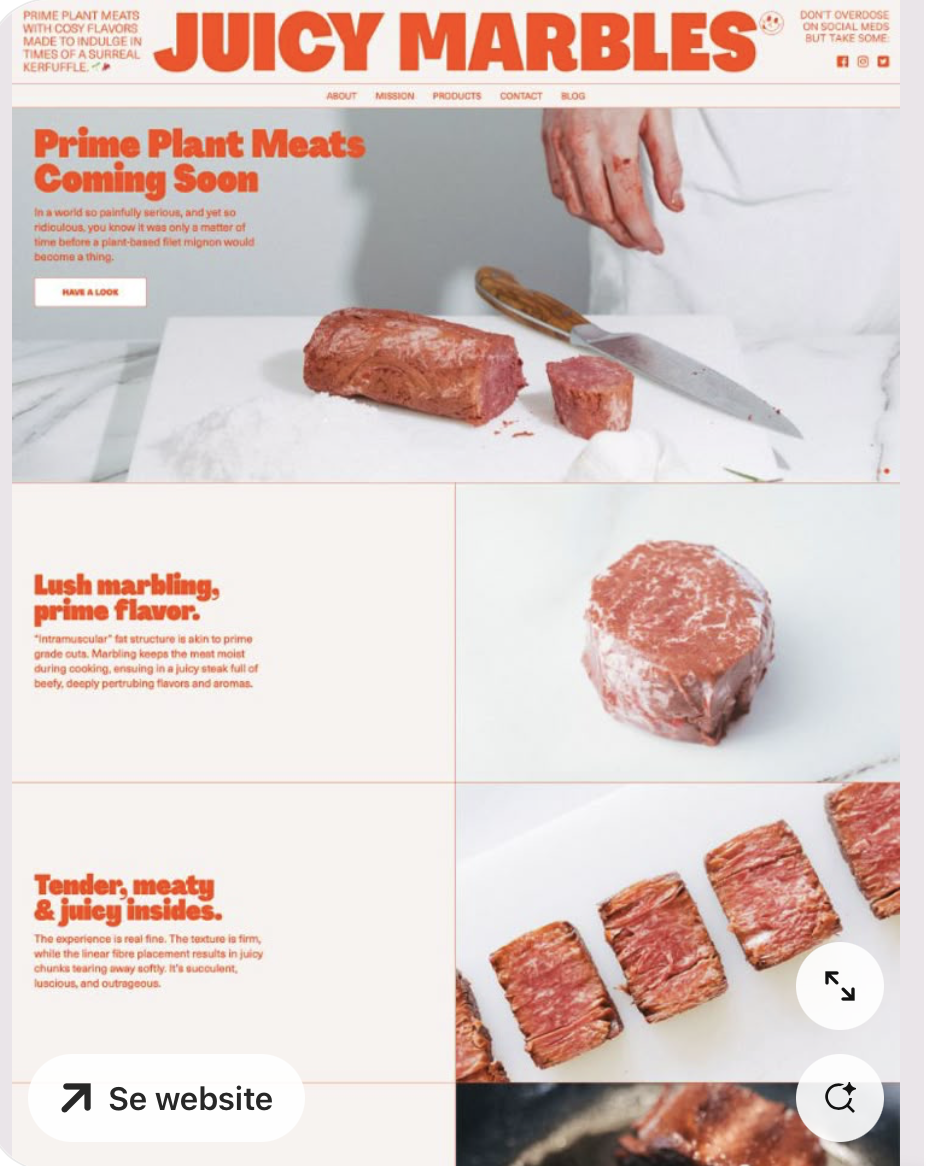 PRIME PLANT MEATS
WITH COSY FLAVORS
MADE TO INDULGE IN
TIMES OF A SURREAL
KERFUFFLE.
JUICY MARBLES
DON'T OVERDOSE
ON SOCIAL MEDS
BUT TAKE SOME:
ABOUT MISSION PRODUCTS CONTACT BLOG
Prime Plant Meats
Coming Soon
In a world so painfully serious, and yet so
ridiculous, you know it was only a matter of
time before a plant-based filet mignon would
become a thing.
HAVE A LOOK
Lush marbling,
prime flavor.
“Intramuscular” fat structure is akin to prime
grade cuts. Marbling keeps the meat moist
during cooking, ensuing in a juicy steak full of
beefy, deeply pertrubing flavors and aromas.
Tender, meaty
& juicy insides.
The experience is real fine. The texture is firm,
while the linear fibre placement results in juicy
chunks tearing away softly. It's succulent,
luscious, and outrageous.
Se website